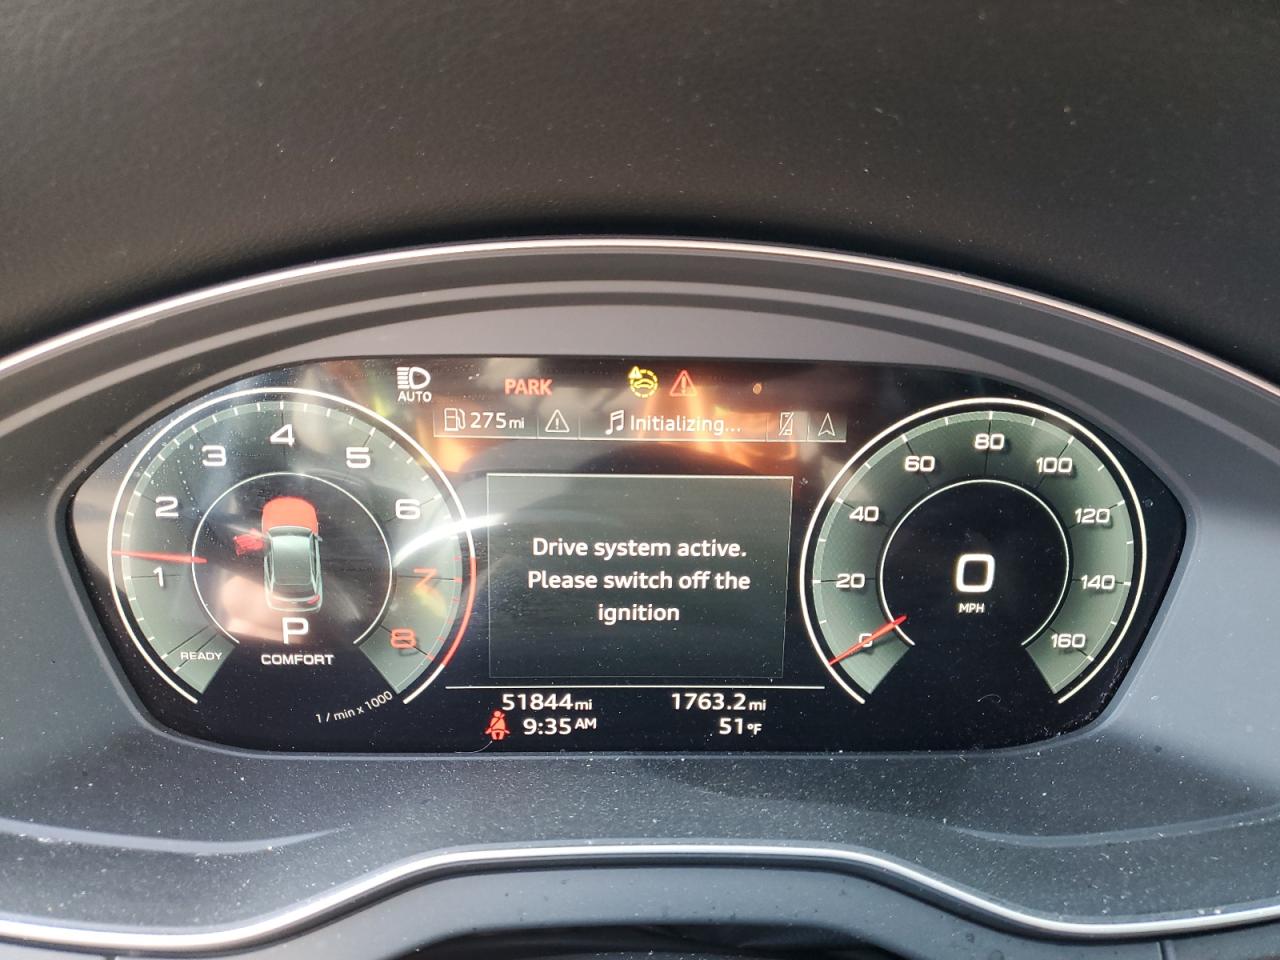 AUTO
PARK
275mi
Initializing...
1
2
3
4
5
6
7
8
P
COMFORT
READY
1 / min x 1000
Drive system active.
Please switch off the
ignition
0
20
40
60
80
100
120
140
160
0
MPH
51844mi 1763.2mi
9:35AM 51°F